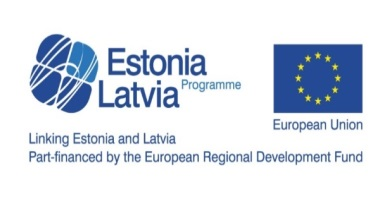 Estonia
Latvia Programme
European Union
Linking Estonia and Latvia
Part-financed by the European Regional Development Fund